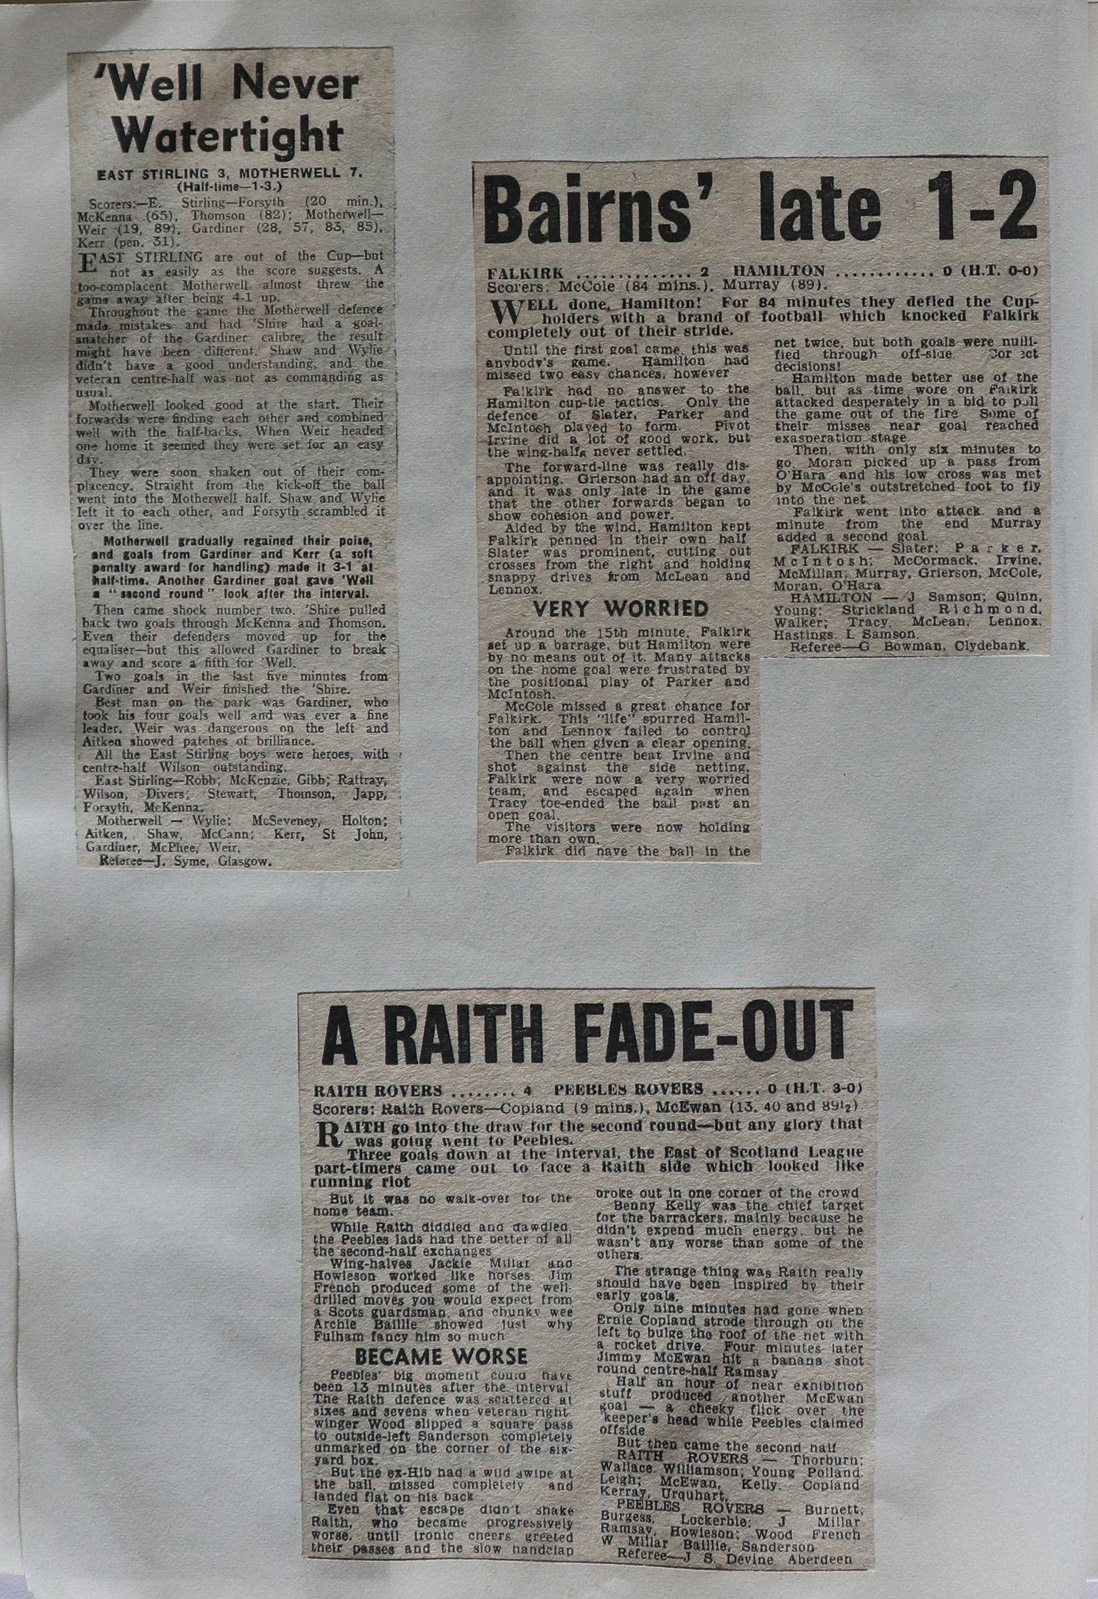 'Well Never
Watertight
EAST STIRLING 3, MOTHERWELL 7.
(Half-time—1-3.)
Scorers:—E. Stirling—Forsyth (20 min.),
McKenna (65), Thomson (82); Motherwell—
Weir (19, 89), Gardiner (28, 57, 83, 85),
Kerr (pen. 31).
EAST STIRLING are out of the Cup—but
not as easily as the score suggests. A
too-complacent Motherwell almost threw the
game away after being 4-1 up.
Throughout the game the Motherwell defence
made mistakes and had 'Shire had a goal-
snatcher of the Gardiner calibre, the result
might have been different. Shaw and Wylie
didn't have a good understanding, and the
veteran centre-half was not as commanding as
usual.
Motherwell looked good at the start. Their
forwards were finding each other and combined
well with the half-backs. When Weir headed
one home it seemed they were set for an easy
day.
They were soon shaken out of their com-
placency. Straight from the kick-off the ball
went into the Motherwell half. Shaw and Wylie
left it to each other, and Forsyth scrambled it
over the line.
Motherwell gradually regained their poise,
and goals from Gardiner and Kerr (a soft
penalty award for handling) made it 3-1 at
half-time. Another Gardiner goal gave 'Well
a "second round" look after the interval.
Then came shock number two. 'Shire pulled
back two goals through McKenna and Thomson.
Even their defenders moved up for the
equaliser—but this allowed Gardiner to break
away and score a fifth for 'Well.
Two goals in the last five minutes from
Gardiner and Weir finished the 'Shire.
Best man on the park was Gardiner, who
took his four goals well and was ever a fine
leader. Weir was dangerous on the left and
Aitken showed patches of brilliance.
All the East Stirling boys were heroes, with
centre-half Wilson outstanding.
East Stirling—Robb; McKenzie, Gibb; Rattray,
Wilson, Divers; Stewart, Thomson, Japp,
Forsyth, McKenna.
Motherwell — Wylie; McSeveney, Holton;
Aitken, Shaw, McCann; Kerr, St John,
Gardiner, McPhee, Weir.
Referee—J. Syme, Glasgow.
Bairns' late 1-2
FALKIRK .............. 2 HAMILTON ............ 0 (H.T. 0-0)
Scorers: McCole (84 mins.), Murray (89).
WELL done, Hamilton! For 84 minutes they defied the Cup-
holders with a brand of football which knocked Falkirk
completely out of their stride.
Until the first goal came, this was
anybody's game. Hamilton had
missed two easy chances, however
Falkirk had no answer to the
Hamilton cup-tie tactics. Only the
defence of Slater, Parker and
McIntosh played to form. Pivot
Irvine did a lot of good work, but
the wing-halfs never settled.
The forward-line was really dis-
appointing. Grierson had an off day,
and it was only late in the game
that the other forwards began to
show cohesion and power.
Aided by the wind, Hamilton kept
Falkirk penned in their own half
Slater was prominent, cutting out
crosses from the right and holding
snappy drives from McLean and
Lennox.
VERY WORRIED
Around the 15th minute, Falkirk
set up a barrage, but Hamilton were
by no means out of it. Many attacks
on the home goal were frustrated by
the positional play of Parker and
McIntosh.
McCole missed a great chance for
Falkirk. This "life" spurred Hamil-
ton and Lennox failed to control
the ball when given a clear opening.
Then the centre beat Irvine and
shot against the side netting.
Falkirk were now a very worried
team, and escaped again when
Tracy toe-ended the ball past an
open goal.
The visitors were now holding
more than own.
Falkirk did have the ball in the
net twice, but both goals were nulli-
fied through off-side. Correct
decisions!
Hamilton made better use of the
ball, but as time wore on Falkirk
attacked desperately in a bid to pull
the game out of the fire Some of
their misses near goal reached
exasperation stage.
Then, with only six minutes to
go, Moran picked up a pass from
O'Hara and his low cross was met
by McCole's outstretched foot to fly
into the net.
Falkirk went into attack, and a
minute from the end Murray
added a second goal.
FALKIRK — Slater; Parker,
McIntosh; McCormack, Irvine,
McMillan; Murray, Grierson, McCole,
Moran, O'Hara
HAMILTON — J Samson; Quinn,
Young; Strickland Richmond,
Walker; Tracy, McLean, Lennox,
Hastings I. Samson.
Referee—G Bowman, Clydebank.
A RAITH FADE-OUT
RAITH ROVERS ........ 4 PEEBLES ROVERS ...... 0 (H.T. 3-0)
Scorers: Raith Rovers—Copland (9 mins.), McEwan (13, 40 and 89½)
RAITH go into the draw for the second round—but any glory that
was going went to Peebles.
Three goals down at the interval, the East of Scotland League
part-timers came out to face a Raith side which looked like
running riot
But it was no walk-over for the
home team.
While Raith diddled and dawdled,
the Peebles lads had the better of all
the second-half exchanges
Wing-halves Jackie Millar and
Howieson worked like horses Jim
French produced some of the well-
drilled moves you would expect from
a Scots guardsman, and chunky wee
Archie Baillie showed just why
Fulham fancy him so much
BECAME WORSE
Peebles' big moment could have
been 13 minutes after the interval
The Raith defence was scattered at
sixes and sevens when veteran right
winger Wood slipped a square pass
to outside-left Sanderson completely
unmarked on the corner of the six-
yard box.
But the ex-Hib had a wild swipe at
the ball, missed completely and
landed flat on his back
Even that escape didn't shake
Raith, who became progressively
worse, until ironic cheers greeted
their passes and the slow handclap
broke out in one corner of the crowd
Benny Kelly was the chief target
for the barrackers, mainly because he
didn't expend much energy, but he
wasn't any worse than some of the
others.
The strange thing was Raith really
should have been inspired by their
early goals.
Only nine minutes had gone when
Ernie Copland strode through on the
left to bulge the roof of the net with
a rocket drive. Four minutes later
Jimmy McEwan hit a banana shot
round centre-half Ramsay
Half an hour of near exhibition
stuff produced another McEwan
goal — a cheeky flick over the
'keeper's head while Peebles claimed
offside
But then came the second half
RAITH ROVERS — Thorburn;
Wallace Williamson; Young Polland
Leigh; McEwan, Kelly, Copland
Kerray, Urquhart.
PEEBLES ROVERS — Burnett,
Burgess, Lockerbie; J Millar
Ramsay, Howieson; Wood French
W Millar Baillie, Sanderson
Referee—J S. Devine Aberdeen